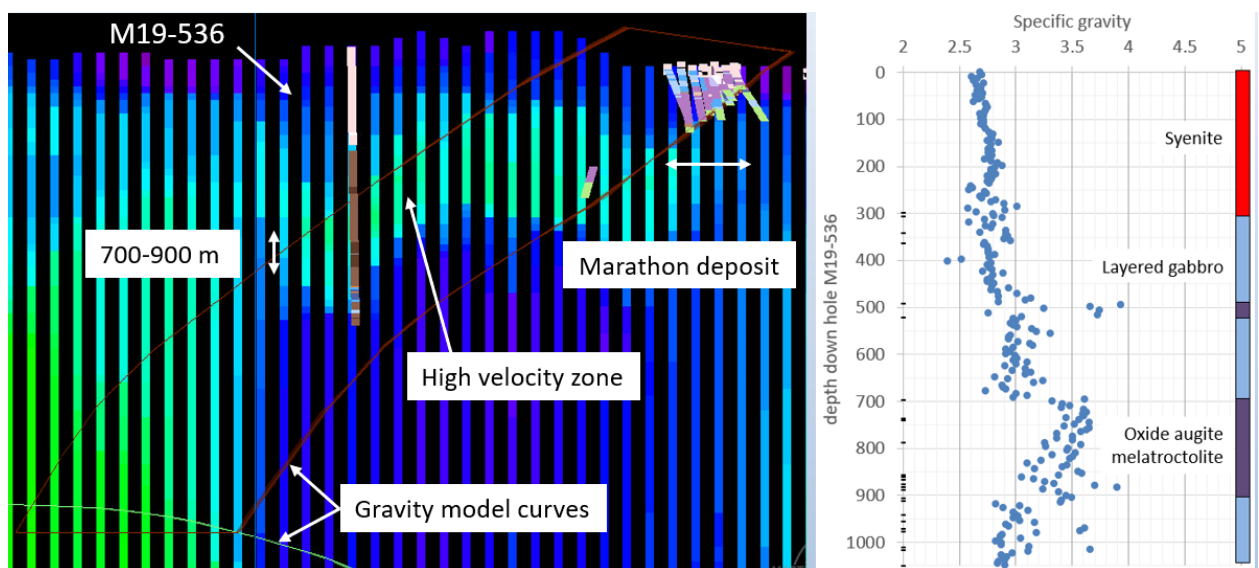 M19-536
700-900 m
Marathon deposit
High velocity zone
Gravity model curves
Specific gravity
2 2.5 3 3.5 4 4.5 5
depth down hole M19-536
0
100
200
300
400
500
600
700
800
900
1000
Syenite
Layered gabbro
Oxide augite
melatroctolite